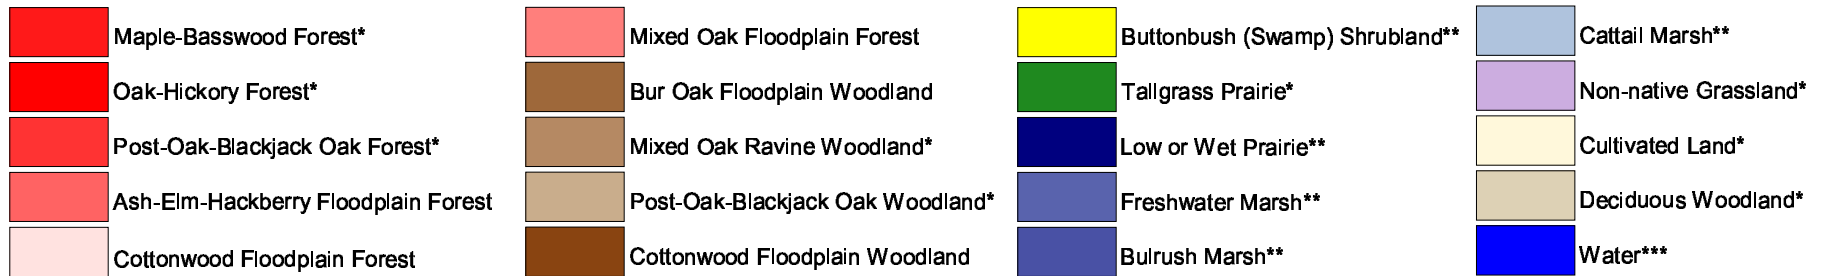 Maple-Basswood Forest*
Oak-Hickory Forest*
Post-Oak-Blackjack Oak Forest*
Ash-Elm-Hackberry Floodplain Forest
Cottonwood Floodplain Forest
Mixed Oak Floodplain Forest
Bur Oak Floodplain Woodland
Mixed Oak Ravine Woodland*
Post-Oak-Blackjack Oak Woodland*
Cottonwood Floodplain Woodland
Buttonbush (Swamp) Shrubland**
Tallgrass Prairie*
Low or Wet Prairie**
Freshwater Marsh**
Bulrush Marsh**
Cattail Marsh**
Non-native Grassland*
Cultivated Land*
Deciduous Woodland*
Water***